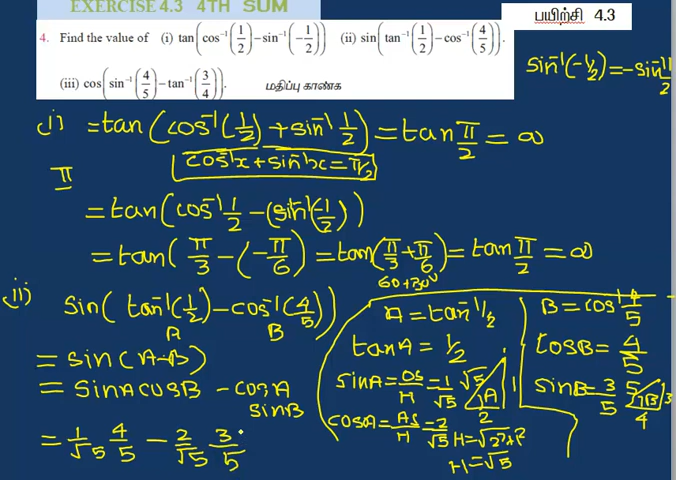 EXERCISE 4.3 4TH SUM
பயிற்சி 4.3
4. Find the value of (i) tan(cos⁻¹(1/2) − sin⁻¹(−1/2)) (ii) sin(tan⁻¹(1/2) − cos⁻¹(4/5)).
(iii) cos(sin⁻¹(4/5) − tan⁻¹(3/4)). மதிப்பு காண்க
sin⁻¹(−1/2) = −sin⁻¹ 1/2
(i) = tan(cos⁻¹(1/2) + sin⁻¹ 1/2) = tan π/2 = ∞
cos⁻¹x + sin⁻¹x = π/2
II
= tan(cos⁻¹ 1/2 − (sin⁻¹(−1/2))
= tan(π/3 − (−π/6) = tan(π/3 + π/6) = tan π/2 = ∞
60+30
(ii) sin(tan⁻¹(1/2) − cos⁻¹(4/5))
A B
= sin(A−B)
= sinA cosB − cosA
sinB
= 1/√5 4/5 − 2/√5 3/5
A = tan⁻¹ 1/2
tanA = 1/2
sinA = OS/H = 1/√5
√5 1 A 2
cosA = AS/H = 2/√5
H = √2²+1²
H = √5
B = cos⁻¹ 4/5
cosB = 4/5
sinB = 3/5
5 B 3
4